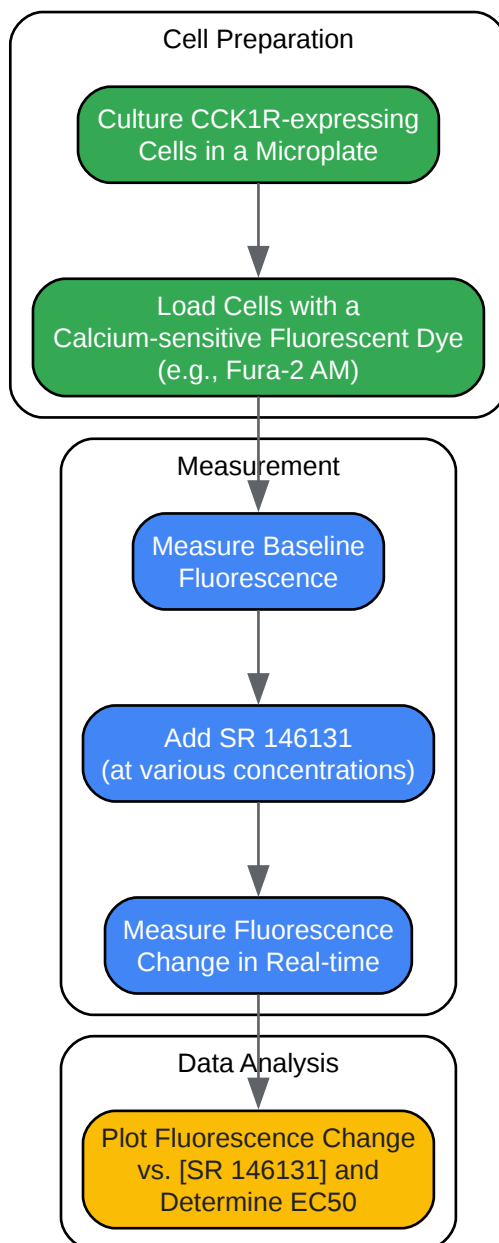 Cell Preparation
Culture CCK1R-expressing
Cells in a Microplate
Load Cells with a
Calcium-sensitive Fluorescent Dye
(e.g., Fura-2 AM)
Measurement
Measure Baseline
Fluorescence
Add SR 146131
(at various concentrations)
Measure Fluorescence
Change in Real-time
Data Analysis
Plot Fluorescence Change
vs. [SR 146131] and
Determine EC50